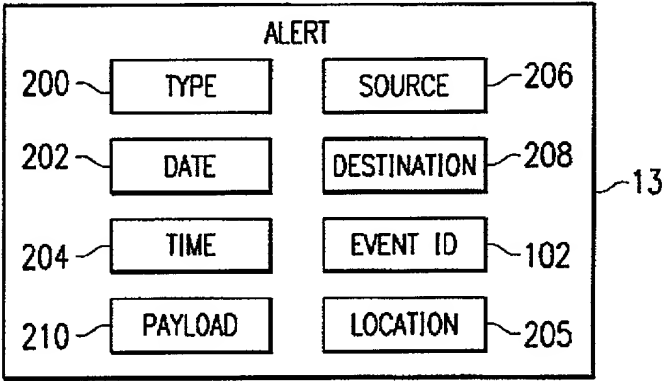 ALERT
200 TYPE SOURCE 206
202 DATE DESTINATION 208
13
204 TIME EVENT ID 102
210 PAYLOAD LOCATION 205